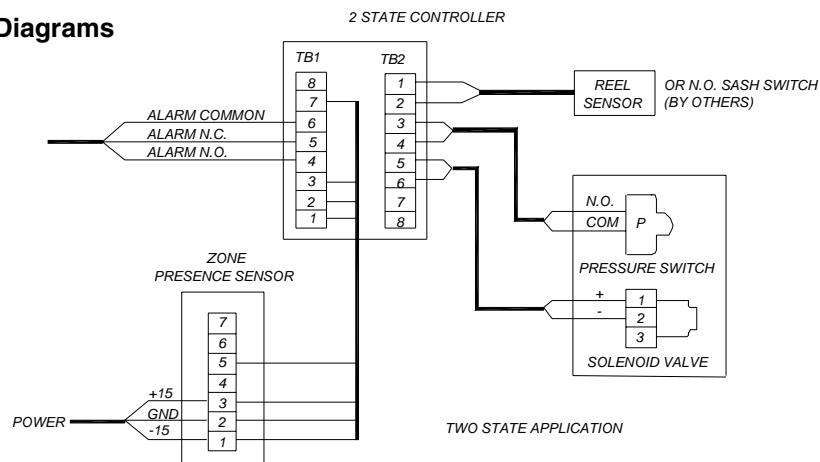 Diagrams
2 STATE CONTROLLER
TB1
TB2
8
7
6
5
4
3
2
1
1
2
3
4
5
6
7
8
ALARM COMMON
ALARM N.C.
ALARM N.O.
REEL
SENSOR
OR N.O. SASH SWITCH
(BY OTHERS)
N.O.
COM
P
PRESSURE SWITCH
+
-
1
2
3
SOLENOID VALVE
ZONE
PRESENCE SENSOR
7
6
5
4
3
2
1
+15
GND
-15
POWER
TWO STATE APPLICATION